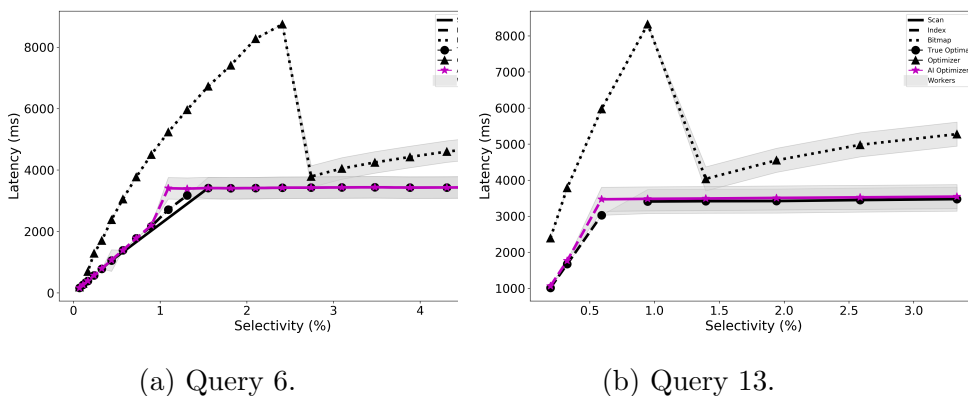 8000
6000
4000
2000
0
Latency (ms)
0
1
2
3
4
Selectivity (%)
8000
7000
6000
5000
4000
3000
2000
1000
Latency (ms)
0.5
1.0
1.5
2.0
2.5
3.0
Selectivity (%)
Scan
Index
Bitmap
True Optima
Optimizer
AI Optimizer
Workers
(a) Query 6.
(b) Query 13.